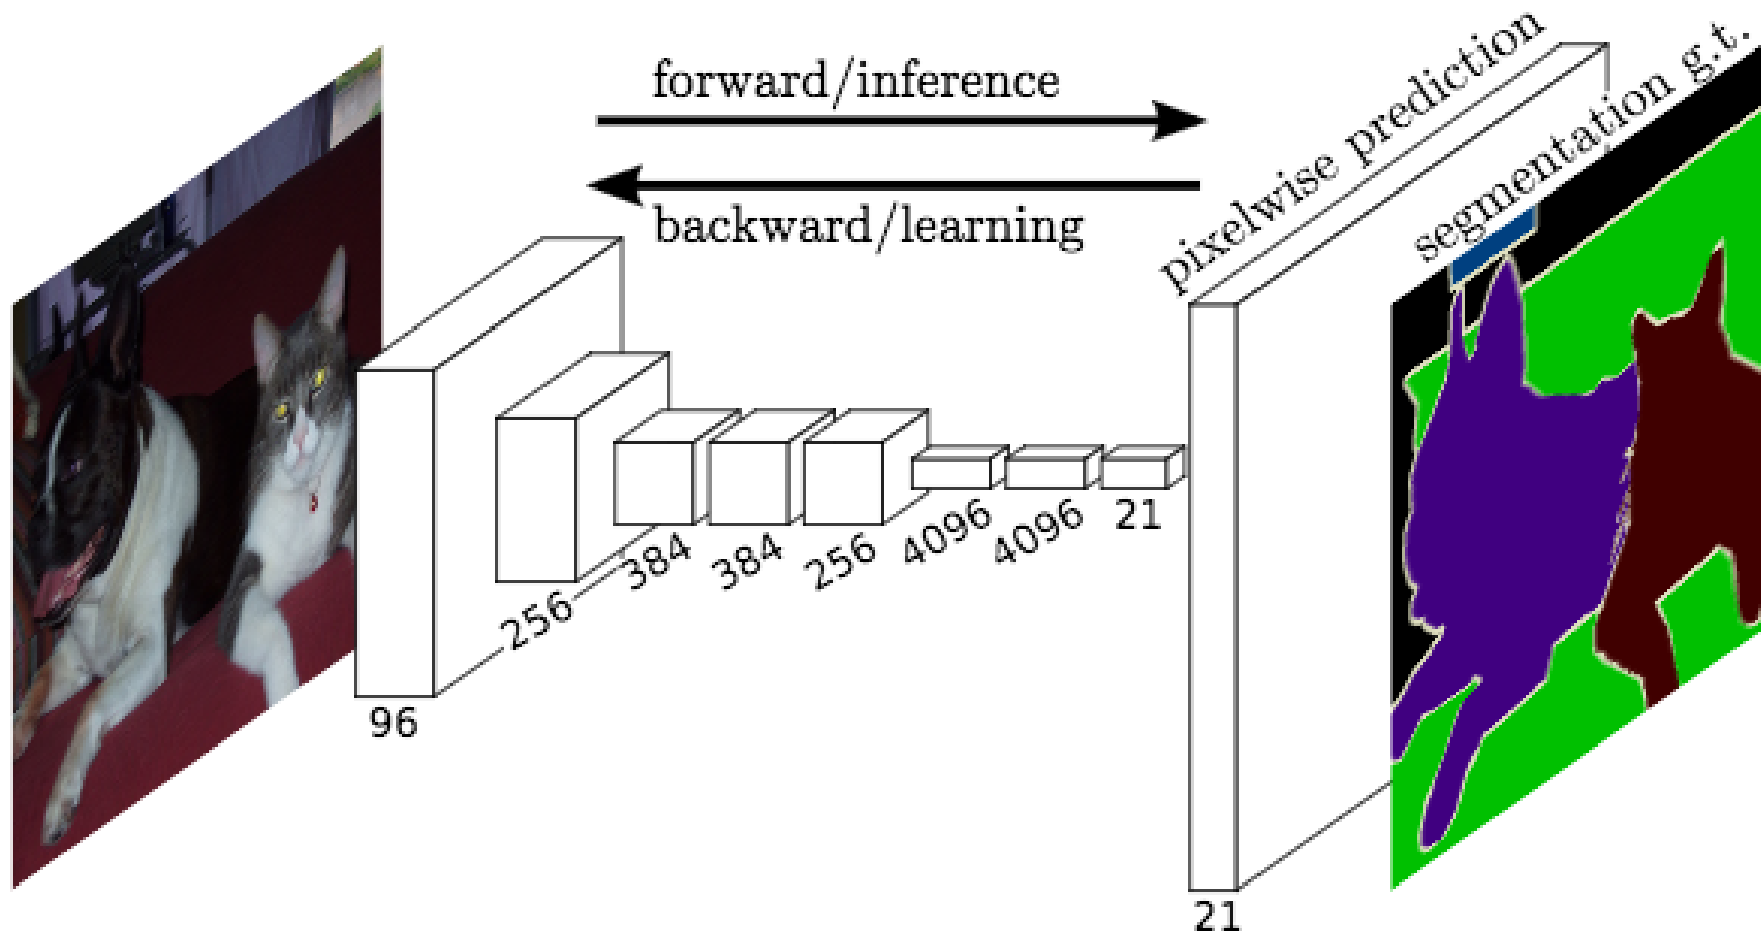 forward/inference
backward/learning
pixelwise prediction
segmentation g.t.
96
256
384
384
256
4096
4096
21
21